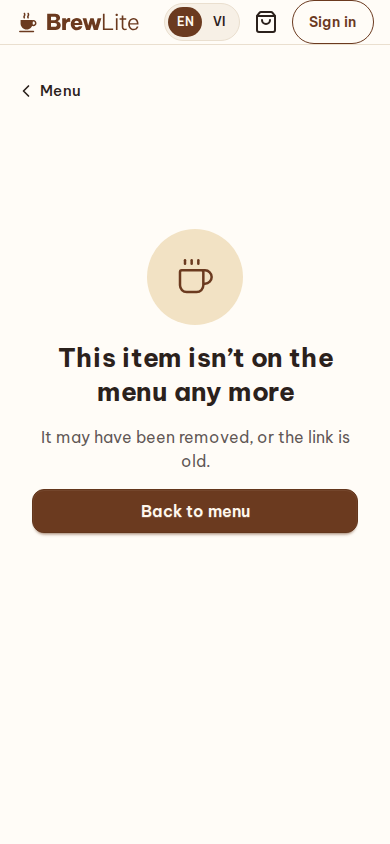 BrewLite
EN VI
Sign in
Menu
This item isn’t on the
menu any more
It may have been removed, or the link is
old.
Back to menu